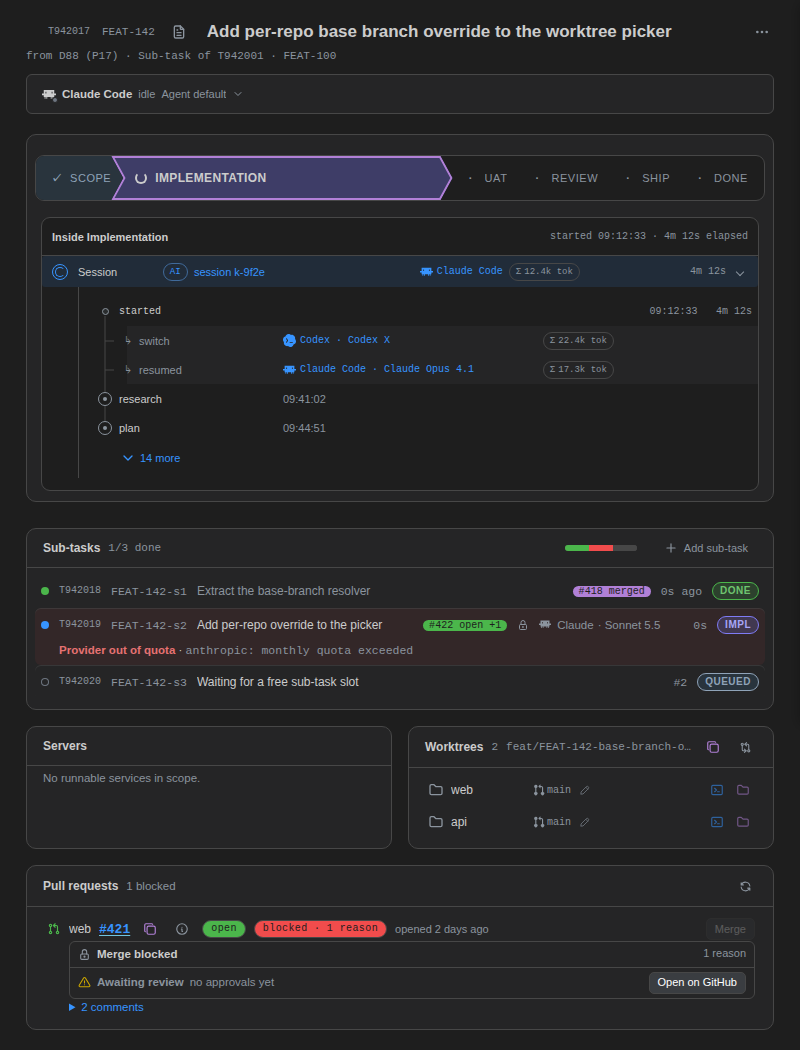 T942017 FEAT-142 Add per-repo base branch override to the worktree picker
from D88 (P17) · Sub-task of T942001 · FEAT-100
Claude Code idle Agent default
SCOPE IMPLEMENTATION · UAT · REVIEW · SHIP · DONE
Inside Implementation started 09:12:33 · 4m 12s elapsed
Session AI session k-9f2e Claude Code Σ 12.4k tok 4m 12s
started 09:12:33 4m 12s
↳ switch Codex · Codex X Σ 22.4k tok
↳ resumed Claude Code · Claude Opus 4.1 Σ 17.3k tok
research 09:41:02
plan 09:44:51
14 more
Sub-tasks 1/3 done Add sub-task
T942018 FEAT-142-s1 Extract the base-branch resolver #418 merged 0s ago DONE
T942019 FEAT-142-s2 Add per-repo override to the picker #422 open +1 Claude · Sonnet 5.5 0s IMPL
Provider out of quota · anthropic: monthly quota exceeded
T942020 FEAT-142-s3 Waiting for a free sub-task slot #2 QUEUED
Servers
No runnable services in scope.
Worktrees 2 feat/FEAT-142-base-branch-o…
web main
api main
Pull requests 1 blocked
web #421 open blocked · 1 reason opened 2 days ago Merge
Merge blocked 1 reason
Awaiting review no approvals yet Open on GitHub
2 comments